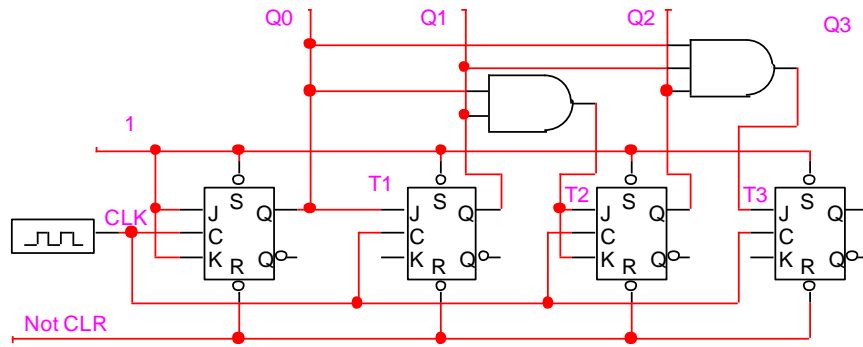 Q0 Q1 Q2 Q3
1
T1 T2 T3
S S S S
J Q J Q J Q J Q
CLK
C C C C
K Q K Q K Q K Q
R R R R
Not CLR